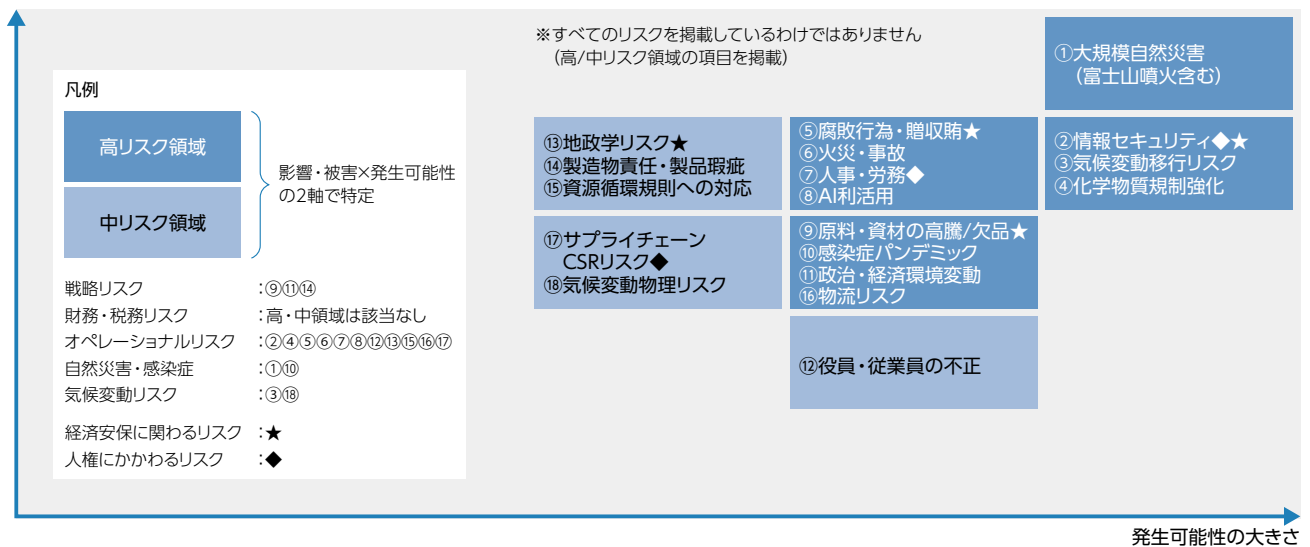 ※すべてのリスクを掲載しているわけではありません
（高/中リスク領域の項目を掲載）
①大規模自然災害
（富士山噴火含む）
凡例
高リスク領域
中リスク領域
影響・被害×発生可能性
の2軸で特定
戦略リスク ：⑨⑪⑭
財務・税務リスク ：高・中領域は該当なし
オペレーショナルリスク ：②④⑤⑥⑦⑧⑫⑬⑮⑯⑰
自然災害・感染症 ：①⑩
気候変動リスク ：③⑱
経済安保に関わるリスク ：★
人権にかかわるリスク ：◆
⑬地政学リスク★
⑭製造物責任・製品瑕疵
⑮資源循環規則への対応
⑤腐敗行為・贈収賄★
⑥火災・事故
⑦人事・労務◆
⑧AI利活用
②情報セキュリティ◆★
③気候変動移行リスク
④化学物質規制強化
⑰サプライチェーン
CSRリスク◆
⑱気候変動物理リスク
⑨原料・資材の高騰/欠品★
⑩感染症パンデミック
⑪政治・経済環境変動
⑯物流リスク
⑫役員・従業員の不正
発生可能性の大きさ